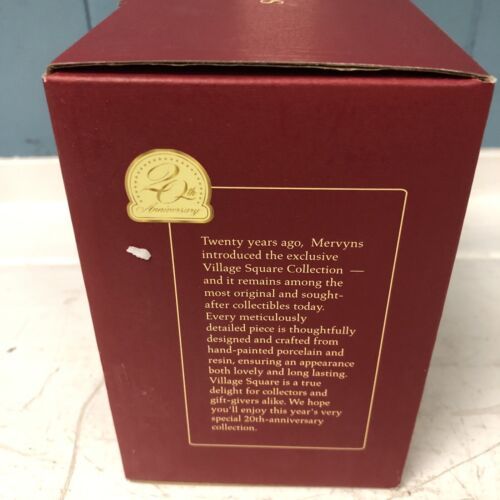 20th
Anniversary
Twenty years ago, Mervyns
introduced the exclusive
Village Square Collection —
and it remains among the
most original and sought-
after collectibles today.
Every meticulously
detailed piece is thoughtfully
designed and crafted from
hand-painted porcelain and
resin, ensuring an appearance
both lovely and long lasting.
Village Square is a true
delight for collectors and
gift-givers alike. We hope
you'll enjoy this year's very
special 20th-anniversary
collection.